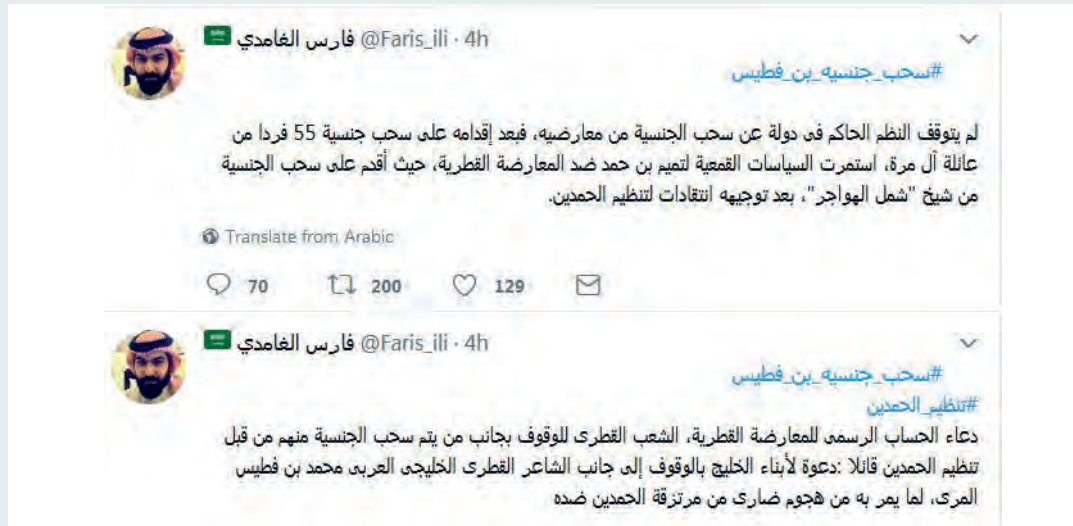 فارس الغامدي @Faris_ili · 4h
#سحب_جنسيه_بن_فطيس
لم يتوقف النظم الحاكم فى دولة عن سحب الجنسية من معارضيه، فبعد إقدامه على سحب جنسية 55 فردا من
عائلة آل مرة، استمرت السياسات القمعية لتميم بن حمد ضد المعارضة القطرية، حيث أقدم على سحب الجنسية
من شيخ "شمل الهواجر"، بعد توجيهه انتقادات لتنظيم الحمدين.
Translate from Arabic
70 200 129
فارس الغامدي @Faris_ili · 4h
#سحب_جنسيه_بن_فطيس
#تنظيم_الحمدين
دعاء الحساب الرسمى للمعارضة القطرية، الشعب القطرى للوقوف بجانب من يتم سحب الجنسية منهم من قبل
تنظيم الحمدين قائلا :دعوة لأبناء الخليج بالوقوف إلى جانب الشاعر القطرى الخليجى العربى محمد بن فطيس
المرى، لما يمر به من هجوم ضارى من مرتزقة الحمدين ضده